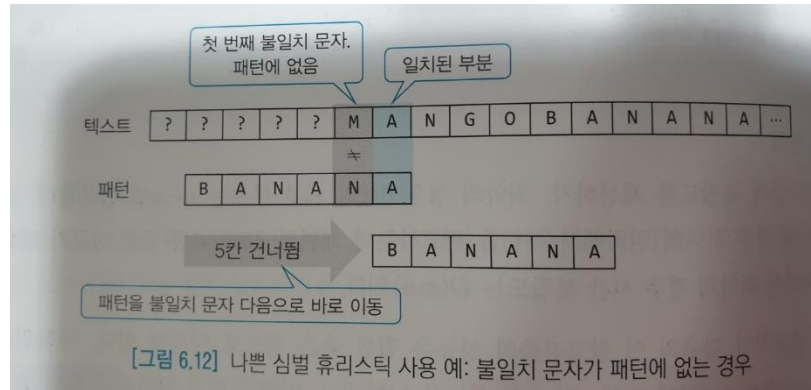 첫 번째 불일치 문자.
패턴에 없음
일치된 부분
텍스트 ? ? ? ? ? M A N G O B A N A N A ...
≠
패턴 B A N A N A
5칸 건너뜀 B A N A N A
패턴을 불일치 문자 다음으로 바로 이동
[그림 6.12] 나쁜 심벌 휴리스틱 사용 예: 불일치 문자가 패턴에 없는 경우